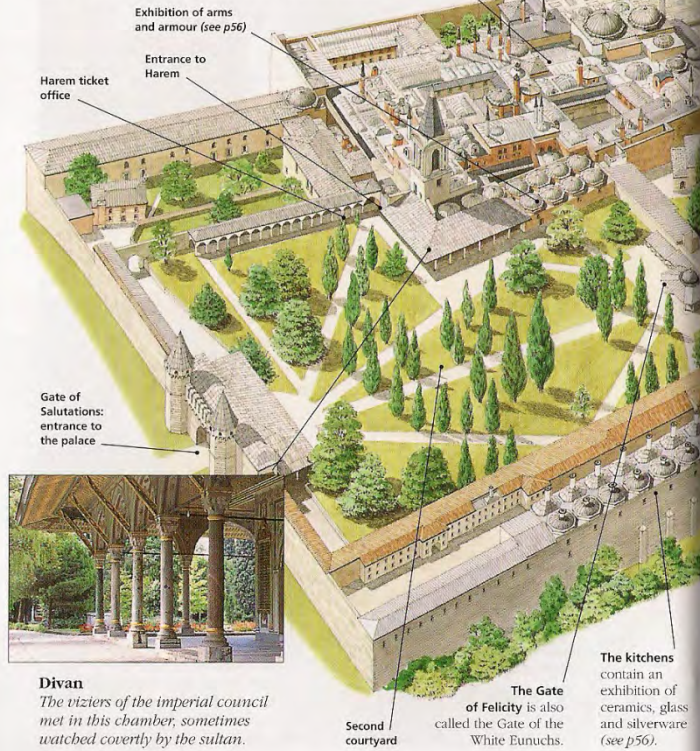 Exhibition of arms
and armour (see p56)
Entrance to
Harem
Harem ticket
office
Gate of
Salutations:
entrance to
the palace
Divan
The viziers of the imperial council
met in this chamber, sometimes
watched covertly by the sultan.
Second
courtyard
The Gate
of Felicity is also
called the Gate of the
White Eunuchs.
The kitchens
contain an
exhibition of
ceramics, glass
and silverware
(see p56).